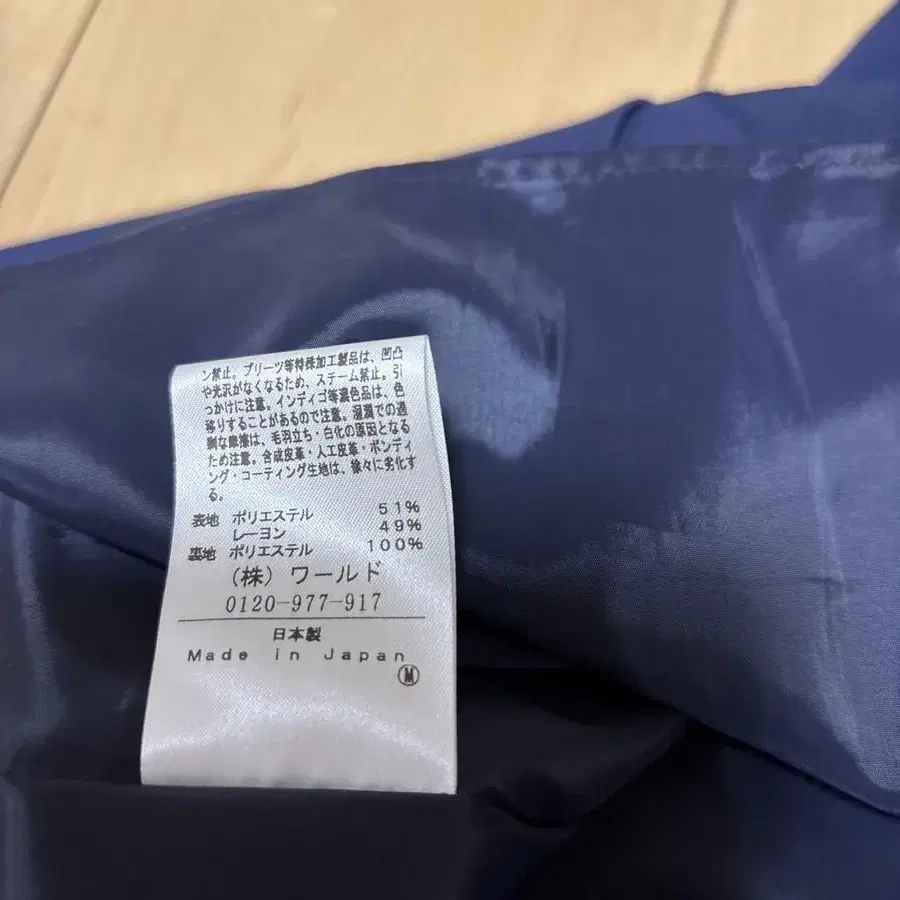 ン禁止。プリーツ等特殊加工製品は、凹凸
や光沢がなくなるため、スチーム禁止。引
っかけに注意。インディゴ等濃色品は、色
移りすることがあるので注意。湿潤での過
剰な摩擦は、毛羽立ち・白化の原因となる
ため注意。合成皮革・人工皮革・ボンディ
ング・コーティング生地は、徐々に劣化す
る。
表地 ポリエステル 51%
レーヨン 49%
裏地 ポリエステル 100%
(株) ワールド
0120-977-917
日本製
Made in Japan
Ⓜ